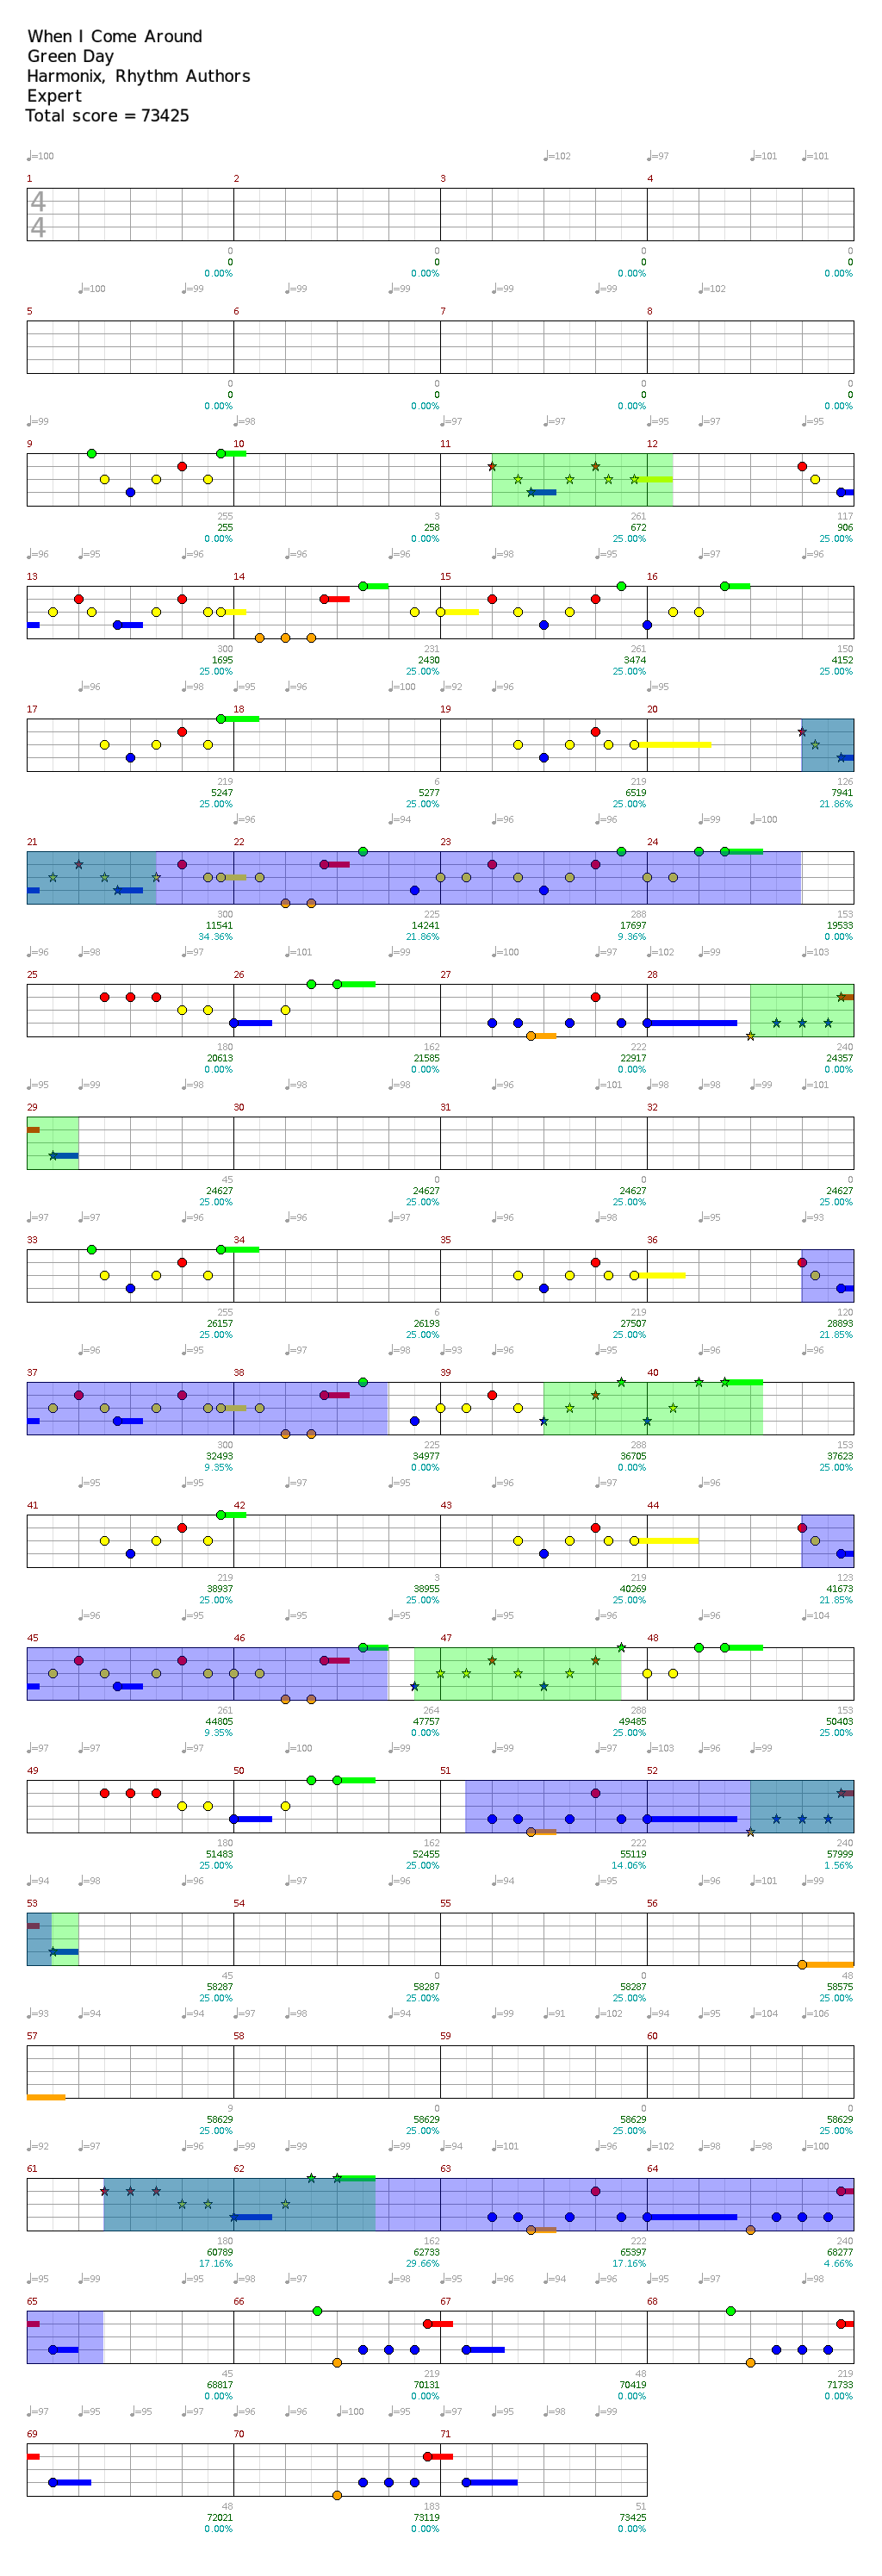 When I Come Around
Green Day
Harmonix, Rhythm Authors
Expert
Total score = 73425
♩=100 ♩=102 ♩=97 ♩=101 ♩=101
1 2 3 4
4
4
0 0 0 0
0 0 0 0
0.00% 0.00% 0.00% 0.00%
♩=100 ♩=99 ♩=99 ♩=99 ♩=99 ♩=99 ♩=102
5 6 7 8
0 0 0 0
0 0 0 0
0.00% 0.00% 0.00% 0.00%
♩=99 ♩=98 ♩=97 ♩=97 ♩=95 ♩=97 ♩=95
9 10 11 12
255 3 261 117
255 258 672 906
0.00% 0.00% 25.00% 25.00%
♩=96 ♩=95 ♩=96 ♩=96 ♩=96 ♩=98 ♩=95 ♩=97 ♩=96
13 14 15 16
300 231 261 150
1695 2430 3474 4152
25.00% 25.00% 25.00% 25.00%
♩=96 ♩=98 ♩=95 ♩=96 ♩=100 ♩=92 ♩=96 ♩=95
17 18 19 20
219 6 219 126
5247 5277 6519 7941
25.00% 25.00% 25.00% 21.86%
♩=96 ♩=94 ♩=95 ♩=99 ♩=100
21 22 23 24
300 225 288 153
11541 14241 17697 19533
34.36% 21.86% 9.36% 0.00%
♩=96 ♩=98 ♩=97 ♩=101 ♩=100 ♩=97 ♩=102 ♩=99 ♩=103
25 26 27 28
180 162 222 240
20613 21585 22917 24357
0.00% 0.00% 0.00% 0.00%
♩=95 ♩=99 ♩=98 ♩=98 ♩=98 ♩=96 ♩=101 ♩=98 ♩=98 ♩=99 ♩=101
29 30 31 32
45 0 0 0
24627 24627 24627 24627
25.00% 25.00% 25.00% 25.00%
♩=97 ♩=97 ♩=96 ♩=96 ♩=97 ♩=96 ♩=98 ♩=95 ♩=93
33 34 35 36
255 6 219 120
26157 26193 27507 28893
25.00% 25.00% 25.00% 21.85%
♩=96 ♩=95 ♩=95 ♩=96 ♩=93 ♩=96 ♩=96 ♩=96 ♩=96
37 38 39 40
300 225 288 153
32493 34977 36705 37623
9.35% 0.00% 0.00% 25.00%
♩=95 ♩=95 ♩=97 ♩=96 ♩=97 ♩=96
41 42 43 44
219 3 219 123
38937 38955 40269 41673
25.00% 25.00% 25.00% 21.85%
♩=96 ♩=95 ♩=95 ♩=95 ♩=96 ♩=95 ♩=96 ♩=104
45 46 47 48
261 264 288 153
44805 47757 49485 50403
9.35% 0.00% 25.00% 25.00%
♩=97 ♩=97 ♩=97 ♩=100 ♩=99 ♩=99 ♩=97 ♩=103 ♩=96 ♩=99
49 50 51 52
180 162 222 240
51483 52455 55119 57999
25.00% 25.00% 14.06% 1.56%
♩=94 ♩=98 ♩=96 ♩=97 ♩=96 ♩=94 ♩=95 ♩=96 ♩=101 ♩=99
53 54 55 56
45 0 0 48
58287 58287 58287 58575
25.00% 25.00% 25.00% 25.00%
♩=93 ♩=94 ♩=94 ♩=97 ♩=98 ♩=94 ♩=99 ♩=91 ♩=102 ♩=94 ♩=95 ♩=104 ♩=106
57 58 59 60
9 0 0 0
58629 58629 58629 58629
25.00% 25.00% 25.00% 25.00%
♩=92 ♩=97 ♩=96 ♩=99 ♩=99 ♩=99 ♩=94 ♩=101 ♩=96 ♩=102 ♩=98 ♩=98 ♩=100
61 62 63 64
180 162 222 240
60789 62733 65397 68277
17.16% 29.66% 17.16% 4.66%
♩=95 ♩=99 ♩=95 ♩=98 ♩=97 ♩=95 ♩=95 ♩=96 ♩=94 ♩=96 ♩=96 ♩=97 ♩=98
65 66 67 68
45 219 48 219
68817 70131 70419 71733
0.00% 0.00% 0.00% 0.00%
♩=97 ♩=95 ♩=95 ♩=97 ♩=96 ♩=96 ♩=100 ♩=95 ♩=97 ♩=95 ♩=98 ♩=99
69 70 71
48 183 51
72021 73119 73425
0.00% 0.00% 0.00%